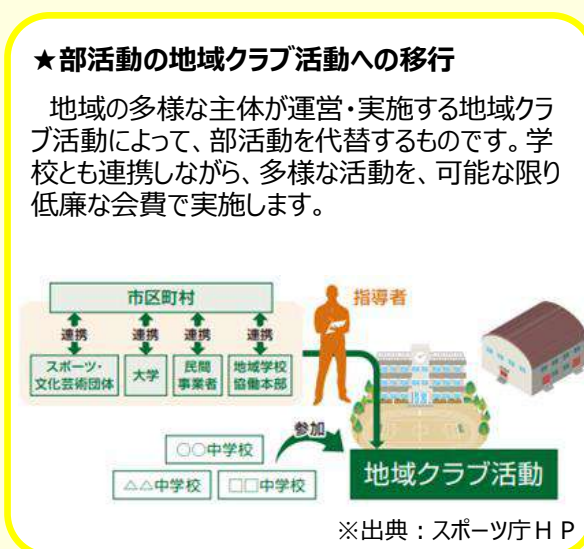 ★部活動の地域クラブ活動への移行
地域の多様な主体が運営・実施する地域クラ
ブ活動によって、部活動を代替するものです。学
校とも連携しながら、多様な活動を、可能な限り
低廉な会費で実施します。
市区町村
連携 連携 連携 連携
スポーツ・
文化芸術団体
大学
民間
事業者
地域学校
協働本部
指導者
参加
○○中学校
△△中学校 □□中学校
地域クラブ活動
※出典：スポーツ庁ＨＰ